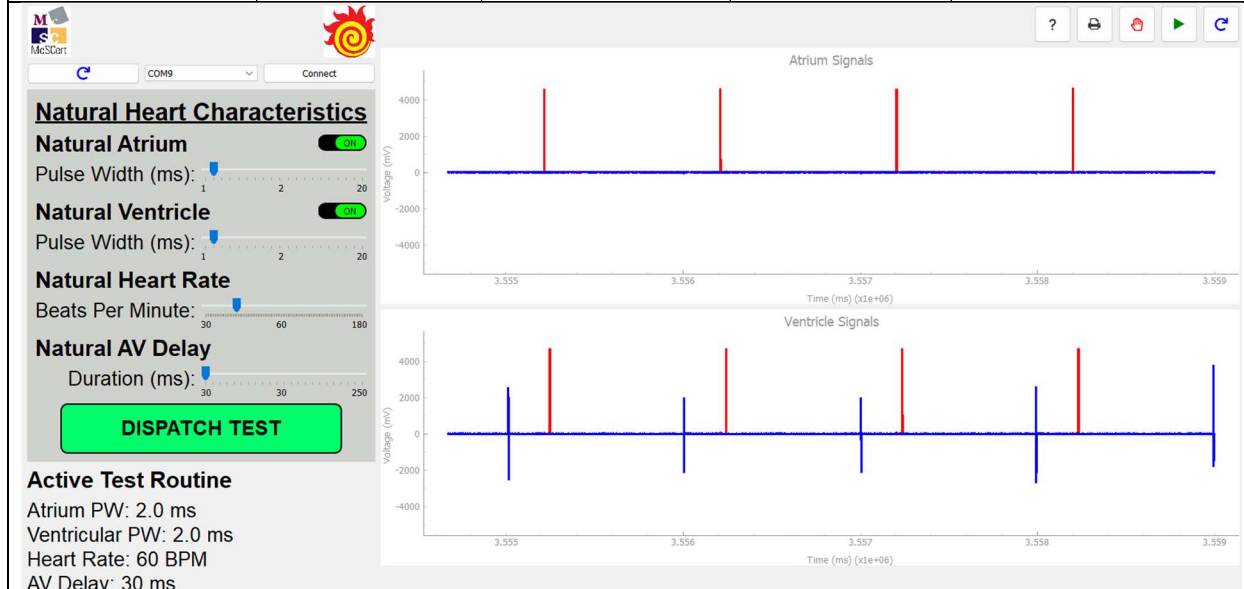 M
S C
McSCert
COM9
Connect
Natural Heart Characteristics
Natural Atrium
ON
Pulse Width (ms):
1 2 20
Natural Ventricle
ON
Pulse Width (ms):
1 2 20
Natural Heart Rate
Beats Per Minute:
30 60 180
Natural AV Delay
Duration (ms):
30 30 250
DISPATCH TEST
Active Test Routine
Atrium PW: 2.0 ms
Ventricular PW: 2.0 ms
Heart Rate: 60 BPM
AV Delay: 30 ms
?
Atrium Signals
Voltage (mV)
4000
2000
0
-2000
-4000
3.555 3.556 3.557 3.558 3.559
Time (ms) (x1e+06)
Ventricle Signals
Voltage (mV)
4000
2000
0
-2000
-4000
3.555 3.556 3.557 3.558 3.559
Time (ms) (x1e+06)